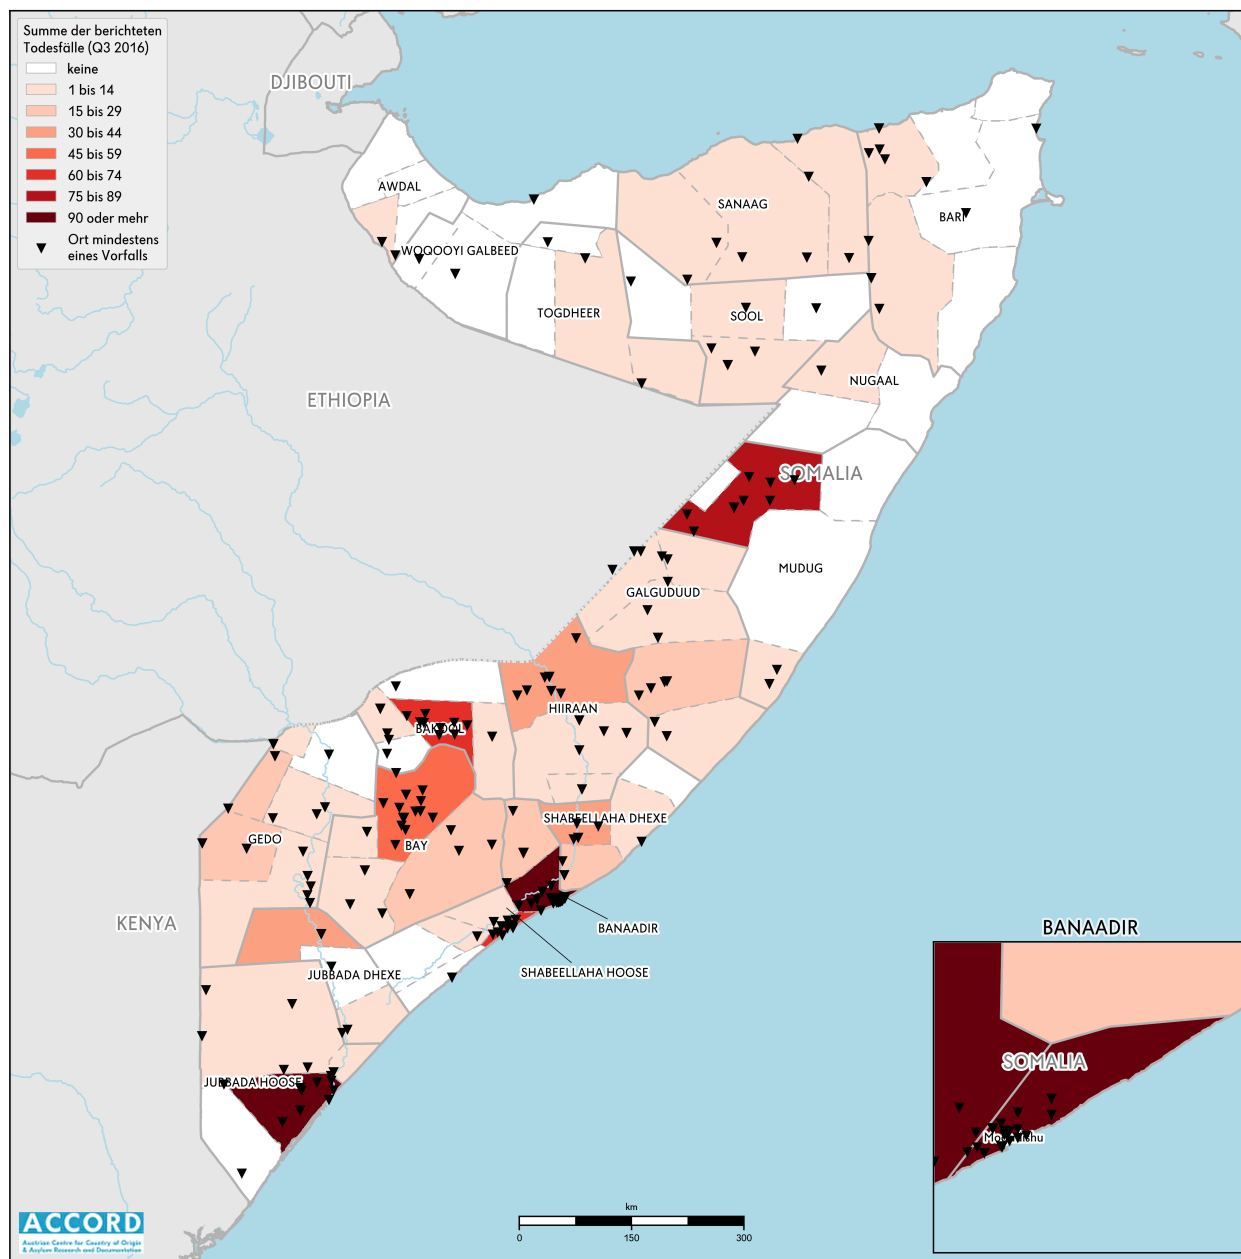 Summe der berichteten
Todesfälle (Q3 2016)
keine
1 bis 14
15 bis 29
30 bis 44
45 bis 59
60 bis 74
75 bis 89
90 oder mehr
Ort mindestens
eines Vorfalls
DJIBOUTI
AWDAL
SANAAG
BARI
WOQOOYI GALBEED
TOGDHEER
SOOL
NUGAAL
ETHIOPIA
SOMALIA
MUDUG
GALGUDUUD
HIIRAAN
BAKOOL
SHABEELLAHA DHEXE
GEDO
BAY
KENYA
BANAADIR
SHABEELLAHA HOOSE
JUBBADA DHEXE
JUBBADA HOOSE
BANAADIR
SOMALIA
Mogadishu
km
0 150 300
ACCORD
Austrian Centre for Country of Origin
& Asylum Research and Documentation